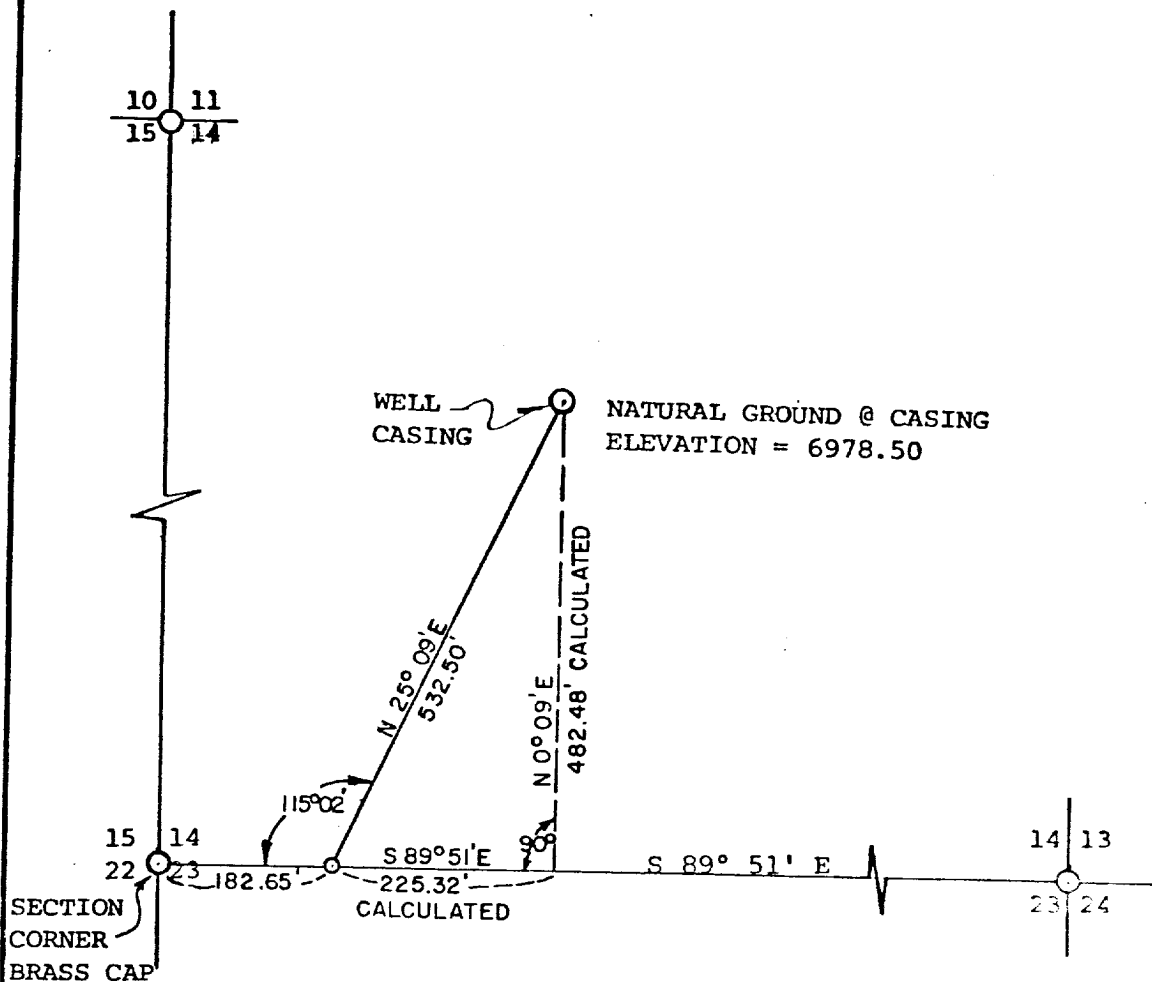 10 11
15 14
WELL
CASING
NATURAL GROUND @ CASING
ELEVATION = 6978.50
N 25° 09' E
532.50'
N 0° 09' E
482.48' CALCULATED
115°02'
90°
15 14
22 23
182.65'
S 89° 51' E
225.32'
CALCULATED
S 89° 51' E
14 13
23 24
SECTION
CORNER
BRASS CAP